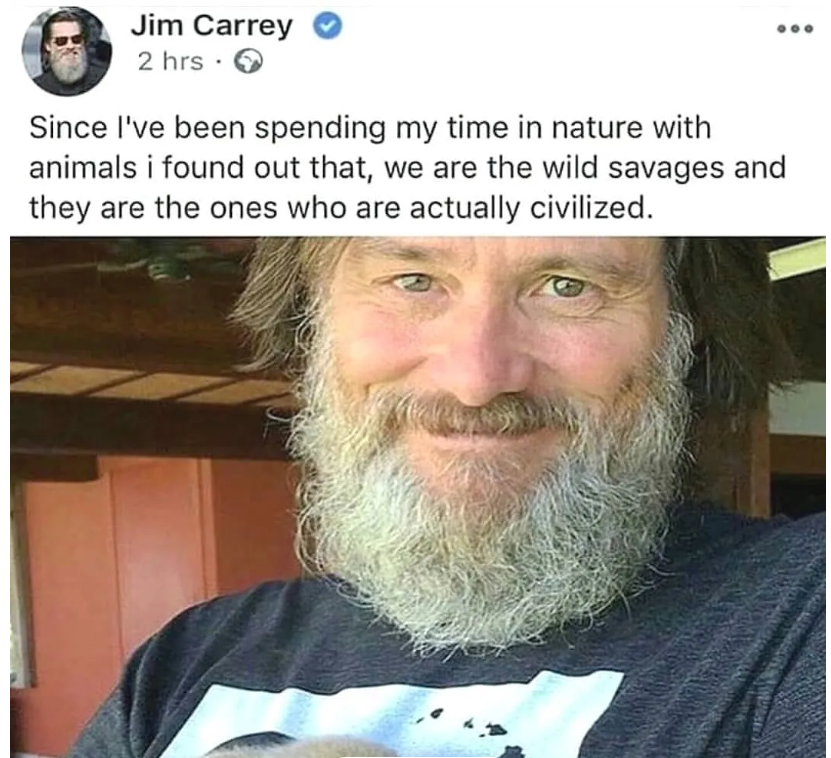 Jim Carrey
2 hrs ·
Since I've been spending my time in nature with
animals i found out that, we are the wild savages and
they are the ones who are actually civilized.